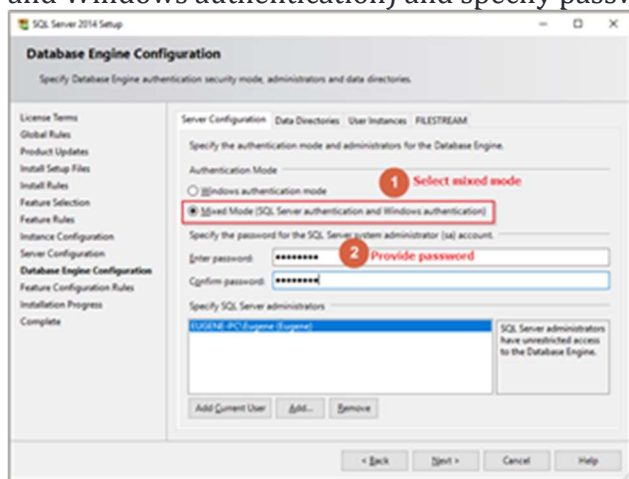 and Windows authentication) and specify passw
SQL Server 2014 Setup
Database Engine Configuration
Specify Database Engine authentication security mode, administrators and data directories.
License Terms
Global Rules
Product Updates
Install Setup Files
Install Rules
Feature Selection
Feature Rules
Instance Configuration
Server Configuration
Database Engine Configuration
Feature Configuration Rules
Installation Progress
Complete
Server Configuration Data Directories User Instances FILESTREAM
Specify the authentication mode and administrators for the Database Engine.
Authentication Mode
1 Select mixed mode
Windows authentication mode
Mixed Mode (SQL Server authentication and Windows authentication)
Specify the password for the SQL Server system administrator (sa) account.
2 Provide password
Enter password: ●●●●●●●●
Confirm password: ●●●●●●●●
Specify SQL Server administrators
EUGENE-PC\Eugene (Eugene)
SQL Server administrators
have unrestricted access
to the Database Engine.
Add Current User Add... Remove
< Back Next > Cancel Help